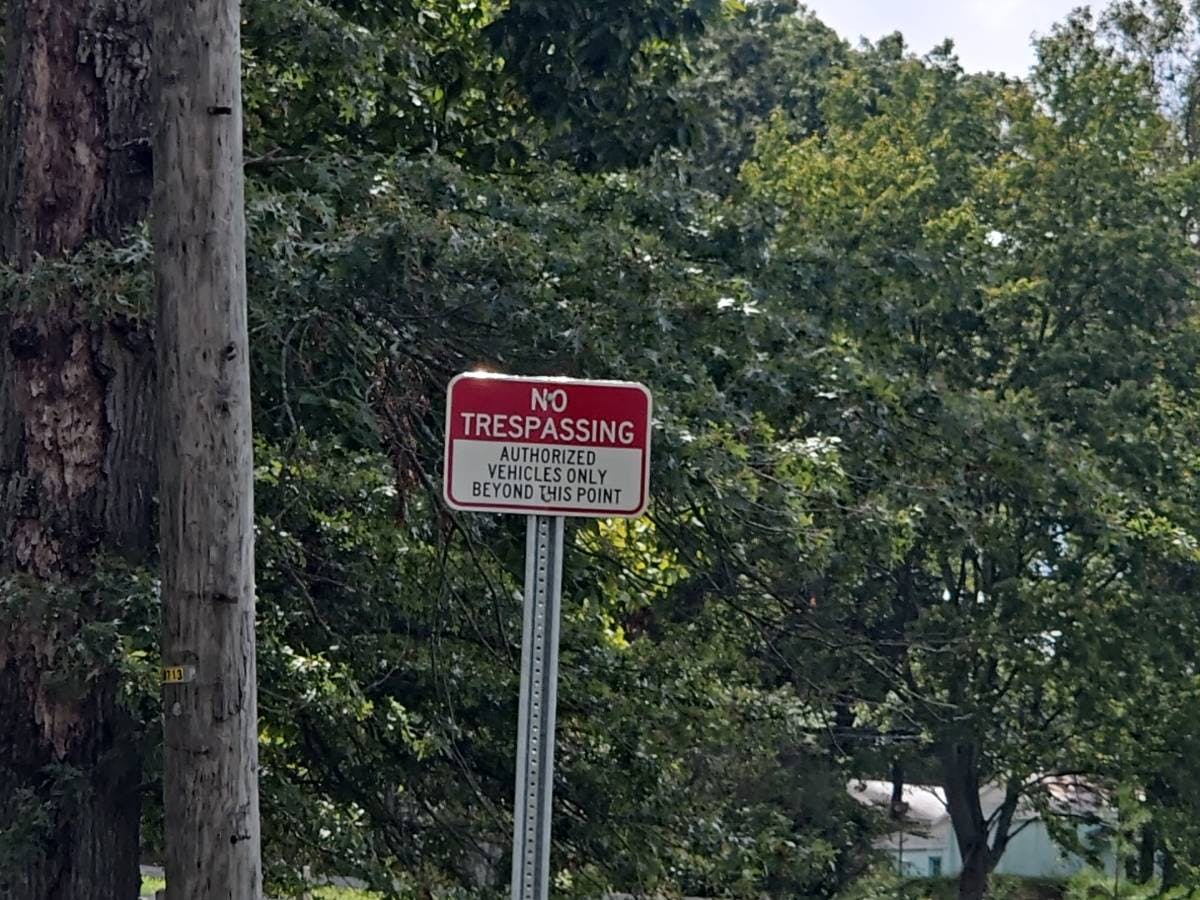 NO
TRESPASSING
AUTHORIZED
VEHICLES ONLY
BEYOND THIS POINT